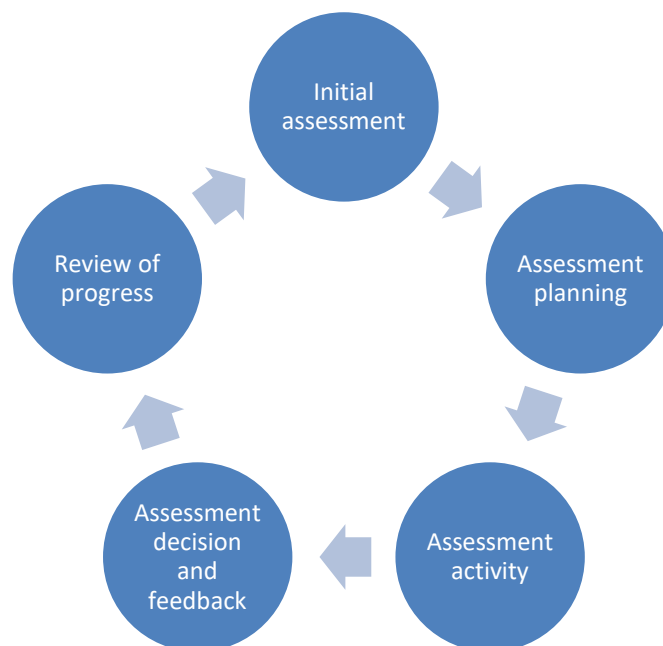 Initial
assessment
Assessment
planning
Assessment
activity
Assessment
decision
and
feedback
Review of
progress